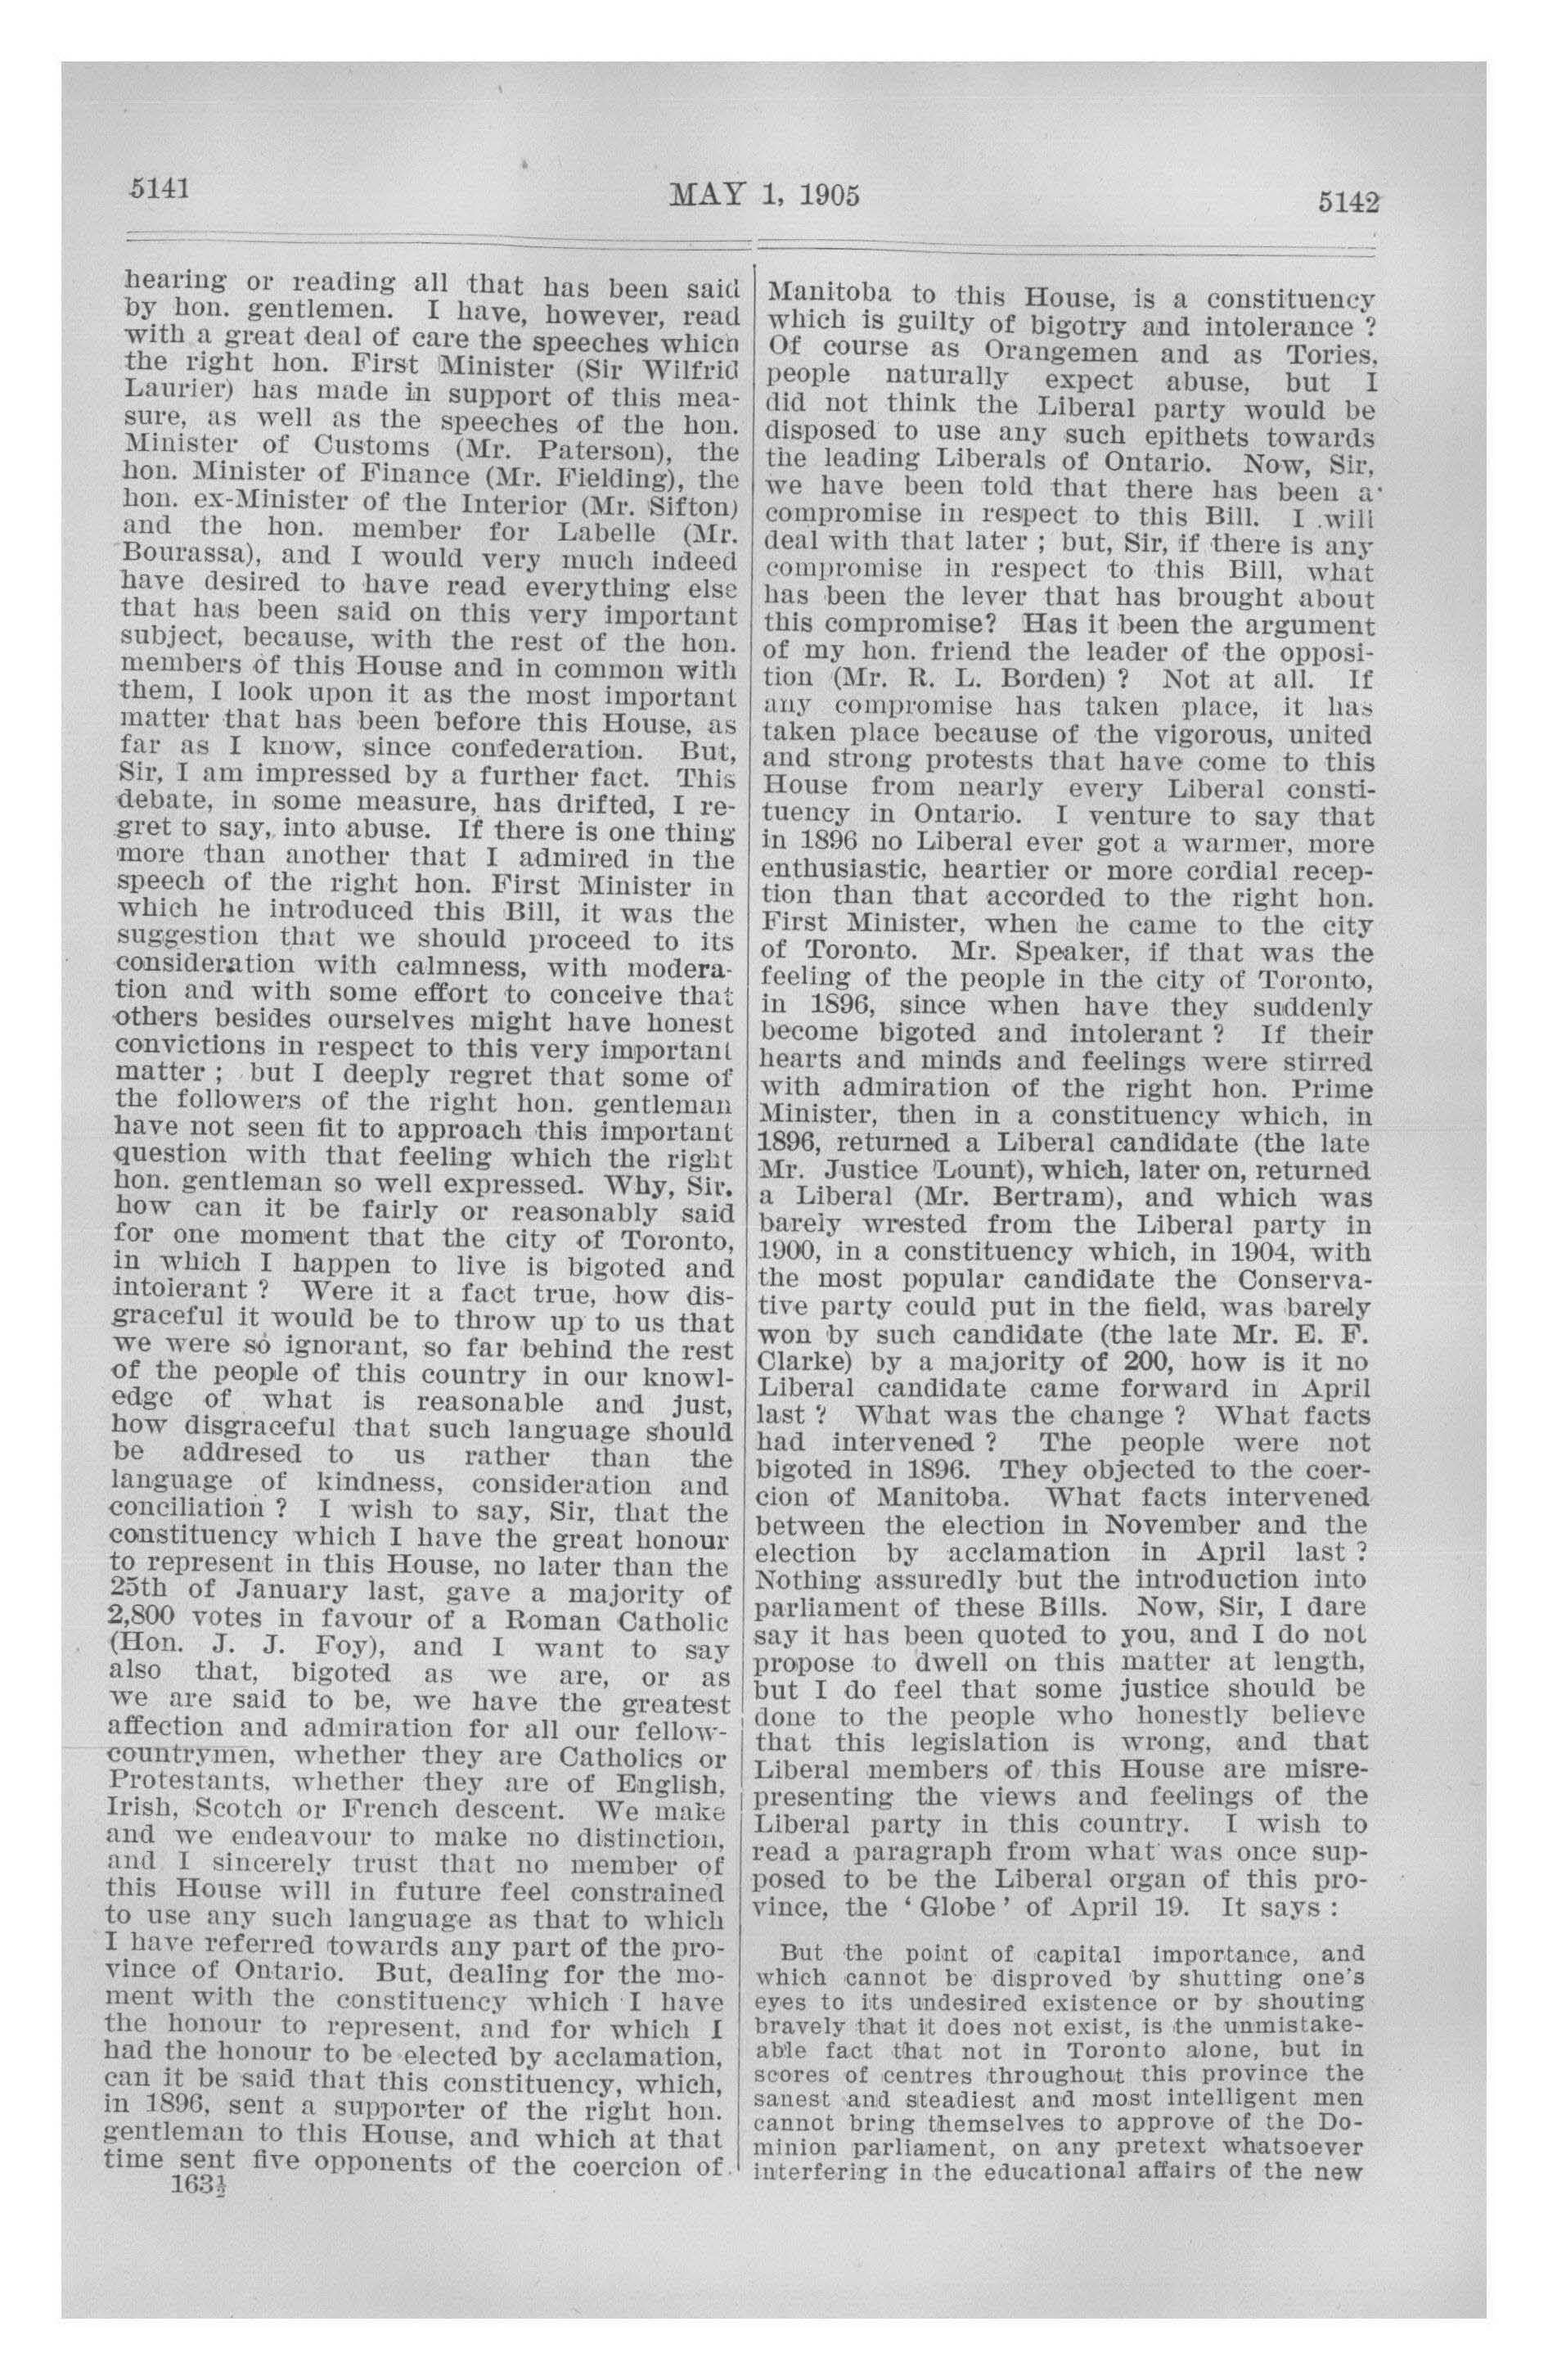 5141
MAY 1, 1905
5142
hearing or reading all that has been said
by hon. gentlemen. I have, however, read
with a great deal of care the speeches which
the right hon. First Minister (Sir Wilfrid
Laurier) has made in support of this mea-
sure, as well as the speeches of the hon.
Minister of Customs (Mr. Paterson), the
hon. Minister of Finance (Mr. Fielding), the
hon. ex-Minister of the Interior (Mr. Sifton)
and the hon. member for Labelle (Mr.
Bourassa), and I would very much indeed
have desired to have read everything else
that has been said on this very important
subject, because, with the rest of the hon.
members of this House and in common with
them, I look upon it as the most important
matter that has been before this House, as
far as I know, since confederation. But,
Sir, I am impressed by a further fact. This
debate, in some measure, has drifted, I re-
gret to say, into abuse. If there is one thing
more than another that I admired in the
speech of the right hon. First Minister in
which he introduced this Bill, it was the
suggestion that we should proceed to its
consideration with calmness, with modera-
tion and with some effort to conceive that
others besides ourselves might have honest
convictions in respect to this very important
matter ; but I deeply regret that some of
the followers of the right hon. gentleman
have not seen fit to approach this important
question with that feeling which the right
hon. gentleman so well expressed. Why, Sir,
how can it be fairly or reasonably said
for one moment that the city of Toronto,
in which I happen to live is bigoted and
intolerant ? Were it a fact true, how dis-
graceful it would be to throw up to us that
we were so ignorant, so far behind the rest
of the people of this country in our knowl-
edge of what is reasonable and just,
how disgraceful that such language should
be addresed to us rather than the
language of kindness, consideration and
conciliation ? I wish to say, Sir, that the
constituency which I have the great honour
to represent in this House, no later than the
25th of January last, gave a majority of
2,800 votes in favour of a Roman Catholic
(Hon. J. J. Foy), and I want to say
also that, bigoted as we are, or as
we are said to be, we have the greatest
affection and admiration for all our fellow-
countrymen, whether they are Catholics or
Protestants, whether they are of English,
Irish, Scotch or French descent. We make
and we endeavour to make no distinction,
and I sincerely trust that no member of
this House will in future feel constrained
to use any such language as that to which
I have referred towards any part of the pro-
vince of Ontario. But, dealing for the mo-
ment with the constituency which I have
the honour to represent, and for which I
had the honour to be elected by acclamation,
can it be said that this constituency, which,
in 1896, sent a supporter of the right hon.
gentleman to this House, and which at that
time sent five opponents of the coercion of
163½
Manitoba to this House, is a constituency
which is guilty of bigotry and intolerance ?
Of course as Orangemen and as Tories,
people naturally expect abuse, but I
did not think the Liberal party would be
disposed to use any such epithets towards
the leading Liberals of Ontario. Now, Sir,
we have been told that there has been a
compromise in respect to this Bill. I will
deal with that later ; but, Sir, if there is any
compromise in respect to this Bill, what
has been the lever that has brought about
this compromise? Has it been the argument
of my hon. friend the leader of the opposi-
tion (Mr. R. L. Borden) ? Not at all. If
any compromise has taken place, it has
taken place because of the vigorous, united
and strong protests that have come to this
House from nearly every Liberal consti-
tuency in Ontario. I venture to say that
in 1896 no Liberal ever got a warmer, more
enthusiastic, heartier or more cordial recep-
tion than that accorded to the right hon.
First Minister, when he came to the city
of Toronto. Mr. Speaker, if that was the
feeling of the people in the city of Toronto,
in 1896, since when have they suddenly
become bigoted and intolerant ? If their
hearts and minds and feelings were stirred
with admiration of the right hon. Prime
Minister, then in a constituency which, in
1896, returned a Liberal candidate (the late
Mr. Justice Lount), which, later on, returned
a Liberal (Mr. Bertram), and which was
barely wrested from the Liberal party in
1900, in a constituency which, in 1904, with
the most popular candidate the Conserva-
tive party could put in the field, was barely
won by such candidate (the late Mr. E. F.
Clarke) by a majority of 200, how is it no
Liberal candidate came forward in April
last ? What was the change ? What facts
had intervened ? The people were not
bigoted in 1896. They objected to the coer-
cion of Manitoba. What facts intervened
between the election in November and the
election by acclamation in April last ?
Nothing assuredly but the introduction into
parliament of these Bills. Now, Sir, I dare
say it has been quoted to you, and I do not
propose to dwell on this matter at length,
but I do feel that some justice should be
done to the people who honestly believe
that this legislation is wrong, and that
Liberal members of this House are misre-
presenting the views and feelings of the
Liberal party in this country. I wish to
read a paragraph from what was once sup-
posed to be the Liberal organ of this pro-
vince, the ‘ Globe ’ of April 19. It says :
But the point of capital importance, and
which cannot be disproved by shutting one's
eyes to its undesired existence or by shouting
bravely that it does not exist, is the unmistake-
able fact that not in Toronto alone, but in
scores of centres throughout this province the
sanest and steadiest and most intelligent men
cannot bring themselves to approve of the Do-
minion parliament, on any pretext whatsoever
interfering in the educational affairs of the new